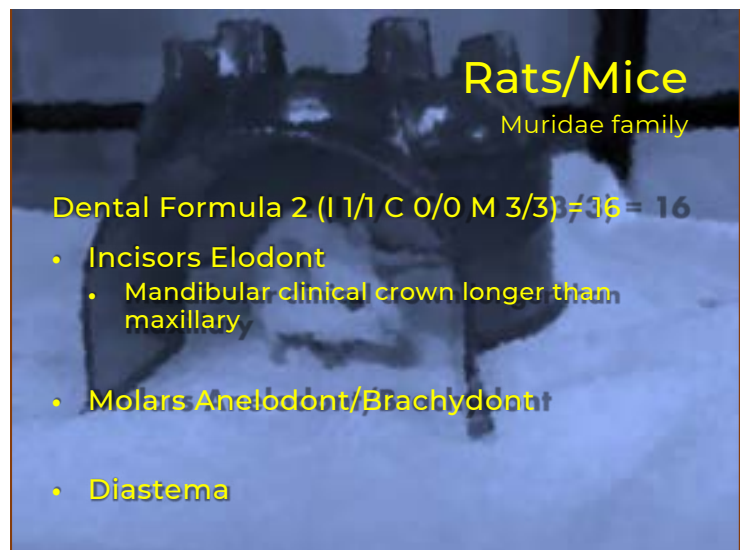 Rats/Mice
Muridae family
Dental Formula 2 (I 1/1 C 0/0 M 3/3) = 16
• Incisors Elodont
• Mandibular clinical crown longer than
maxillary
• Molars Anelodont/Brachydont
• Diastema